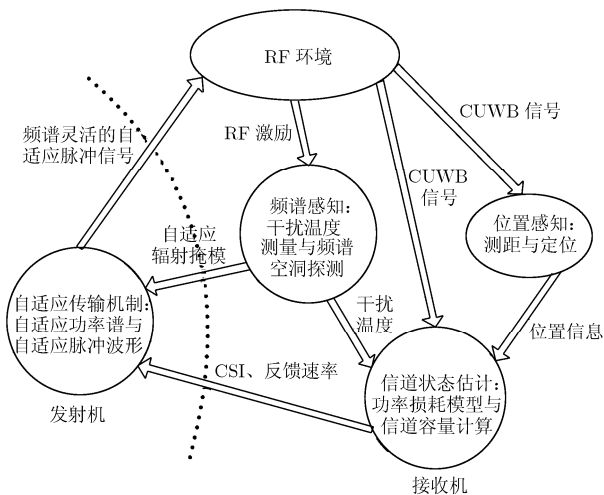 RF 环境
CUWB 信号
频谱灵活的自
适应脉冲信号
RF 激励
CUWB
信号
频谱感知:
干扰温度
测量与频谱
空洞探测
位置感知:
测距与定位
自适应
辐射掩模
自适应传输机制:
自适应功率谱与
自适应脉冲波形
干扰
温度
位置信息
CSI、反馈速率
信道状态估计:
功率损耗模型与
信道容量计算
发射机
接收机